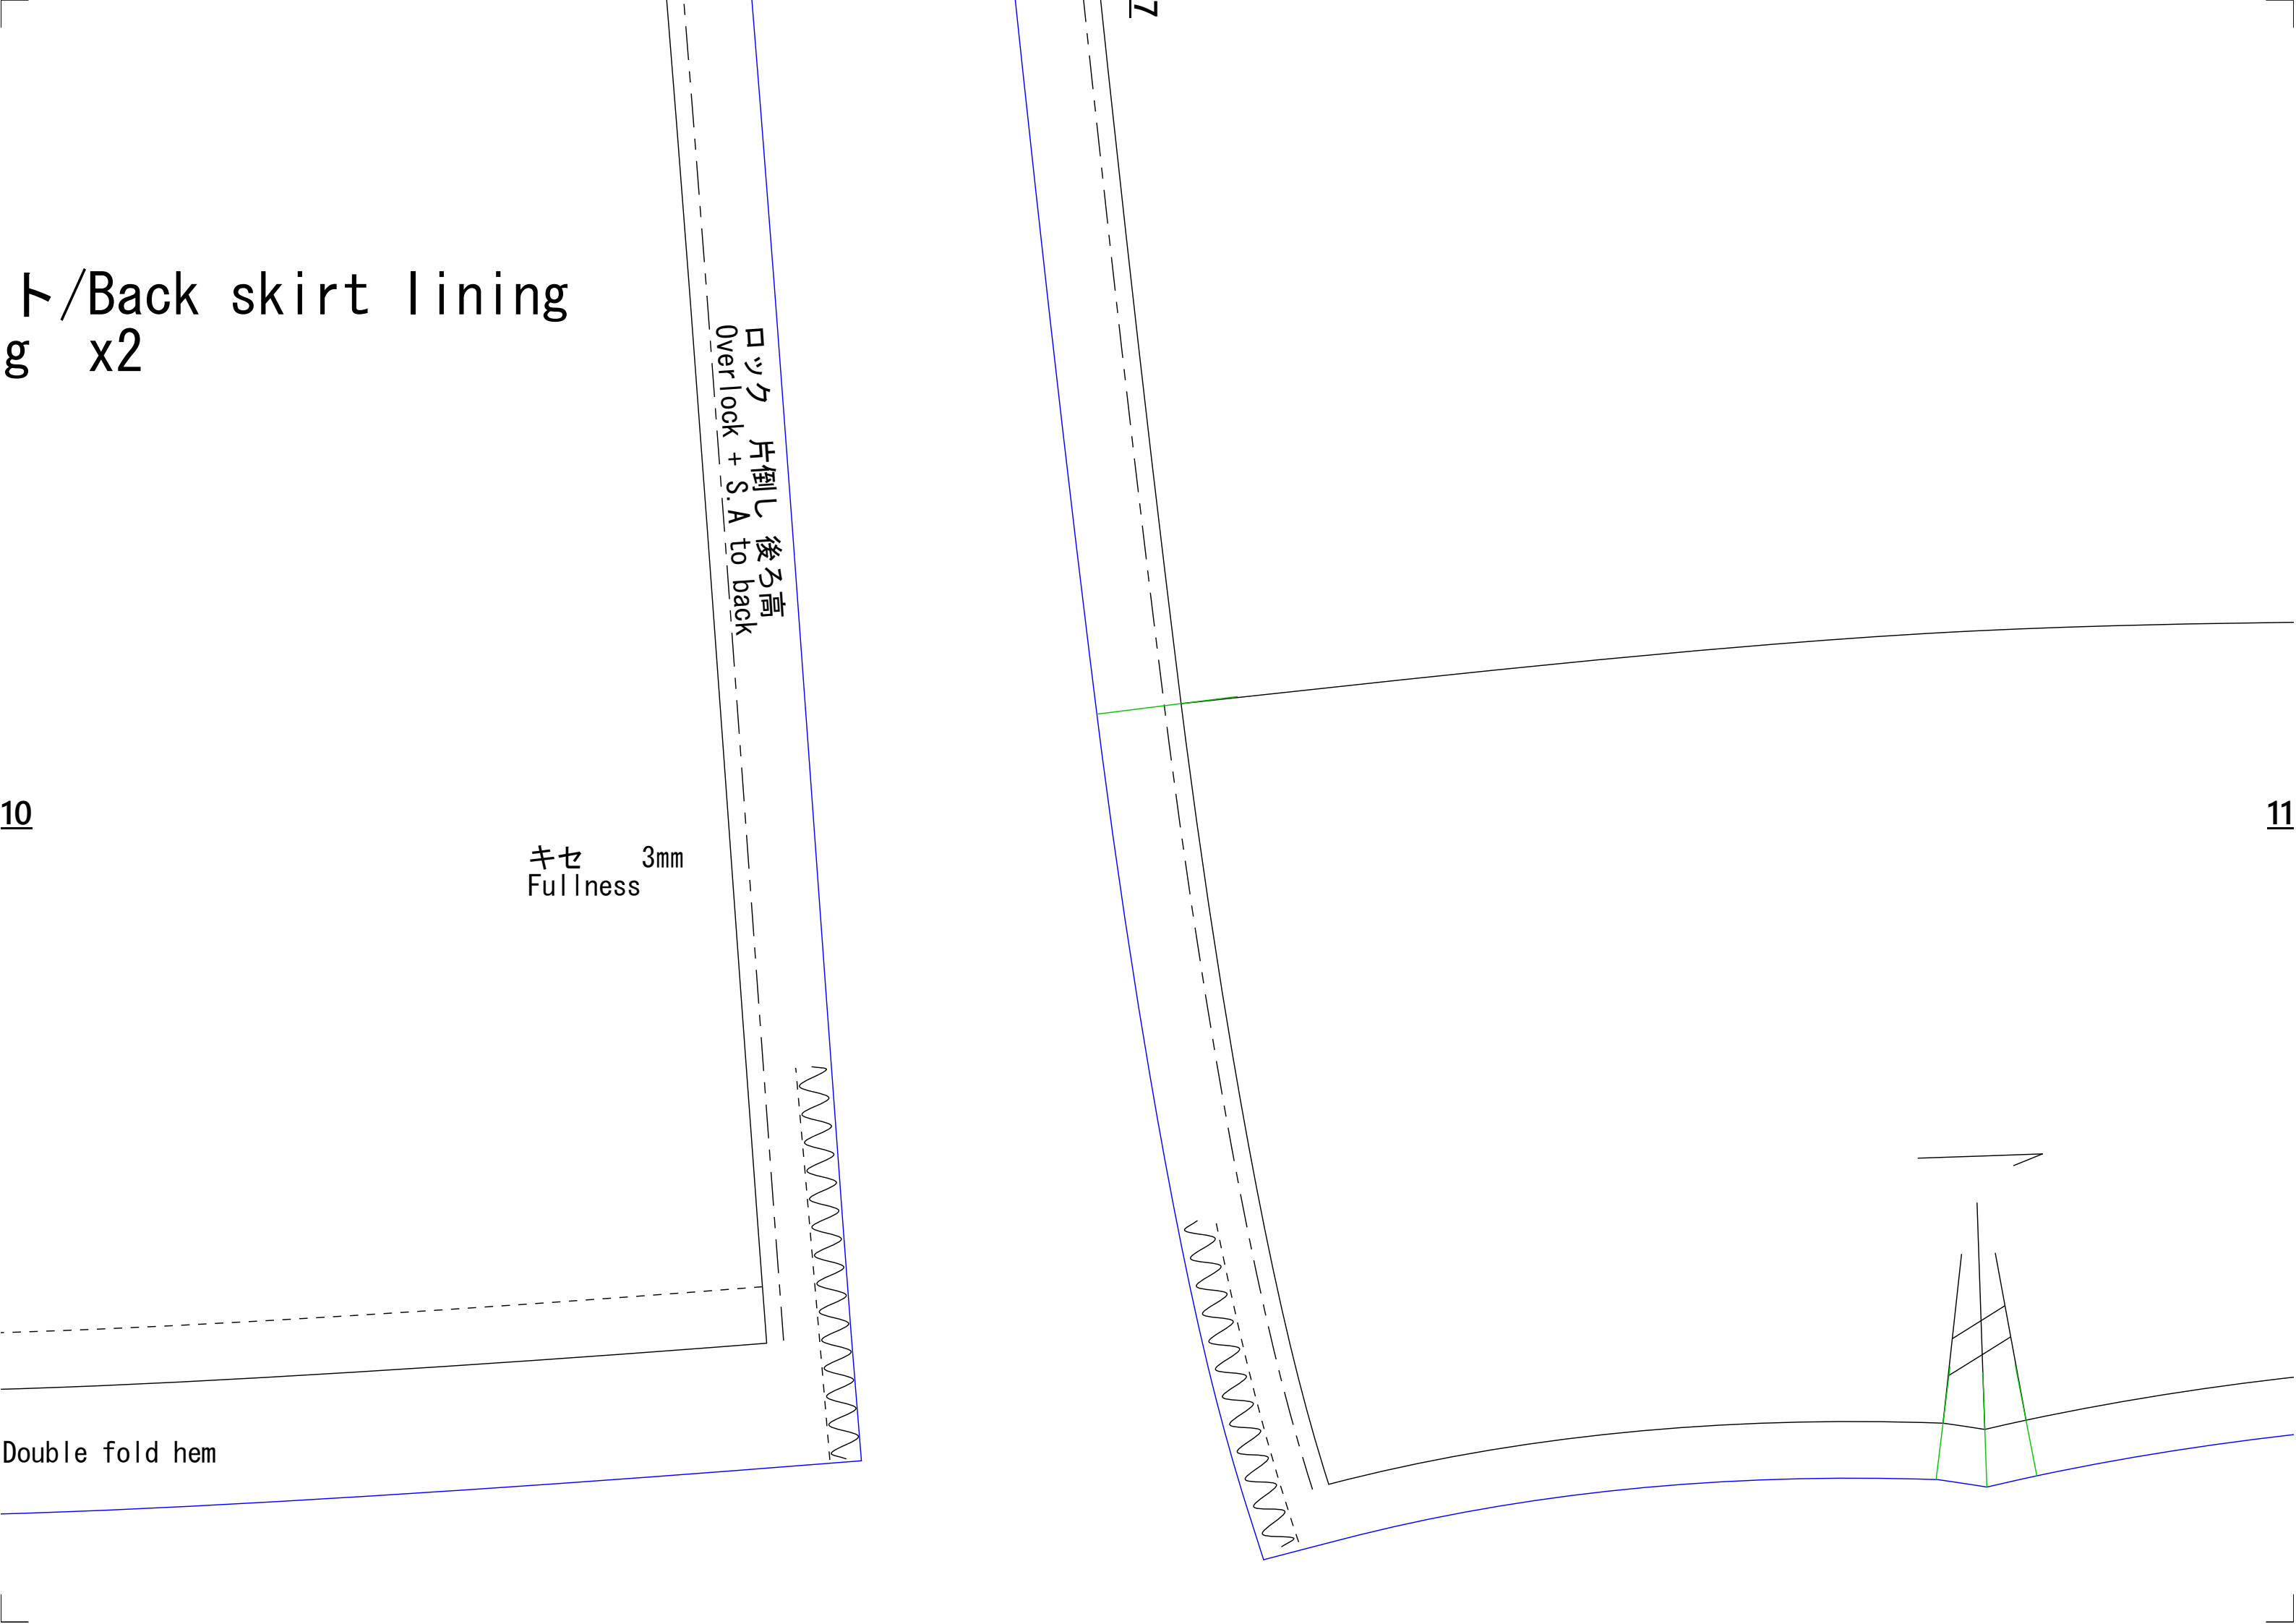 7
ト/Back skirt lining
g x2
ロック 片倒し 後ろ高
Overlock + S.A to back
10
11
キセ 3mm
Fullness
Double fold hem